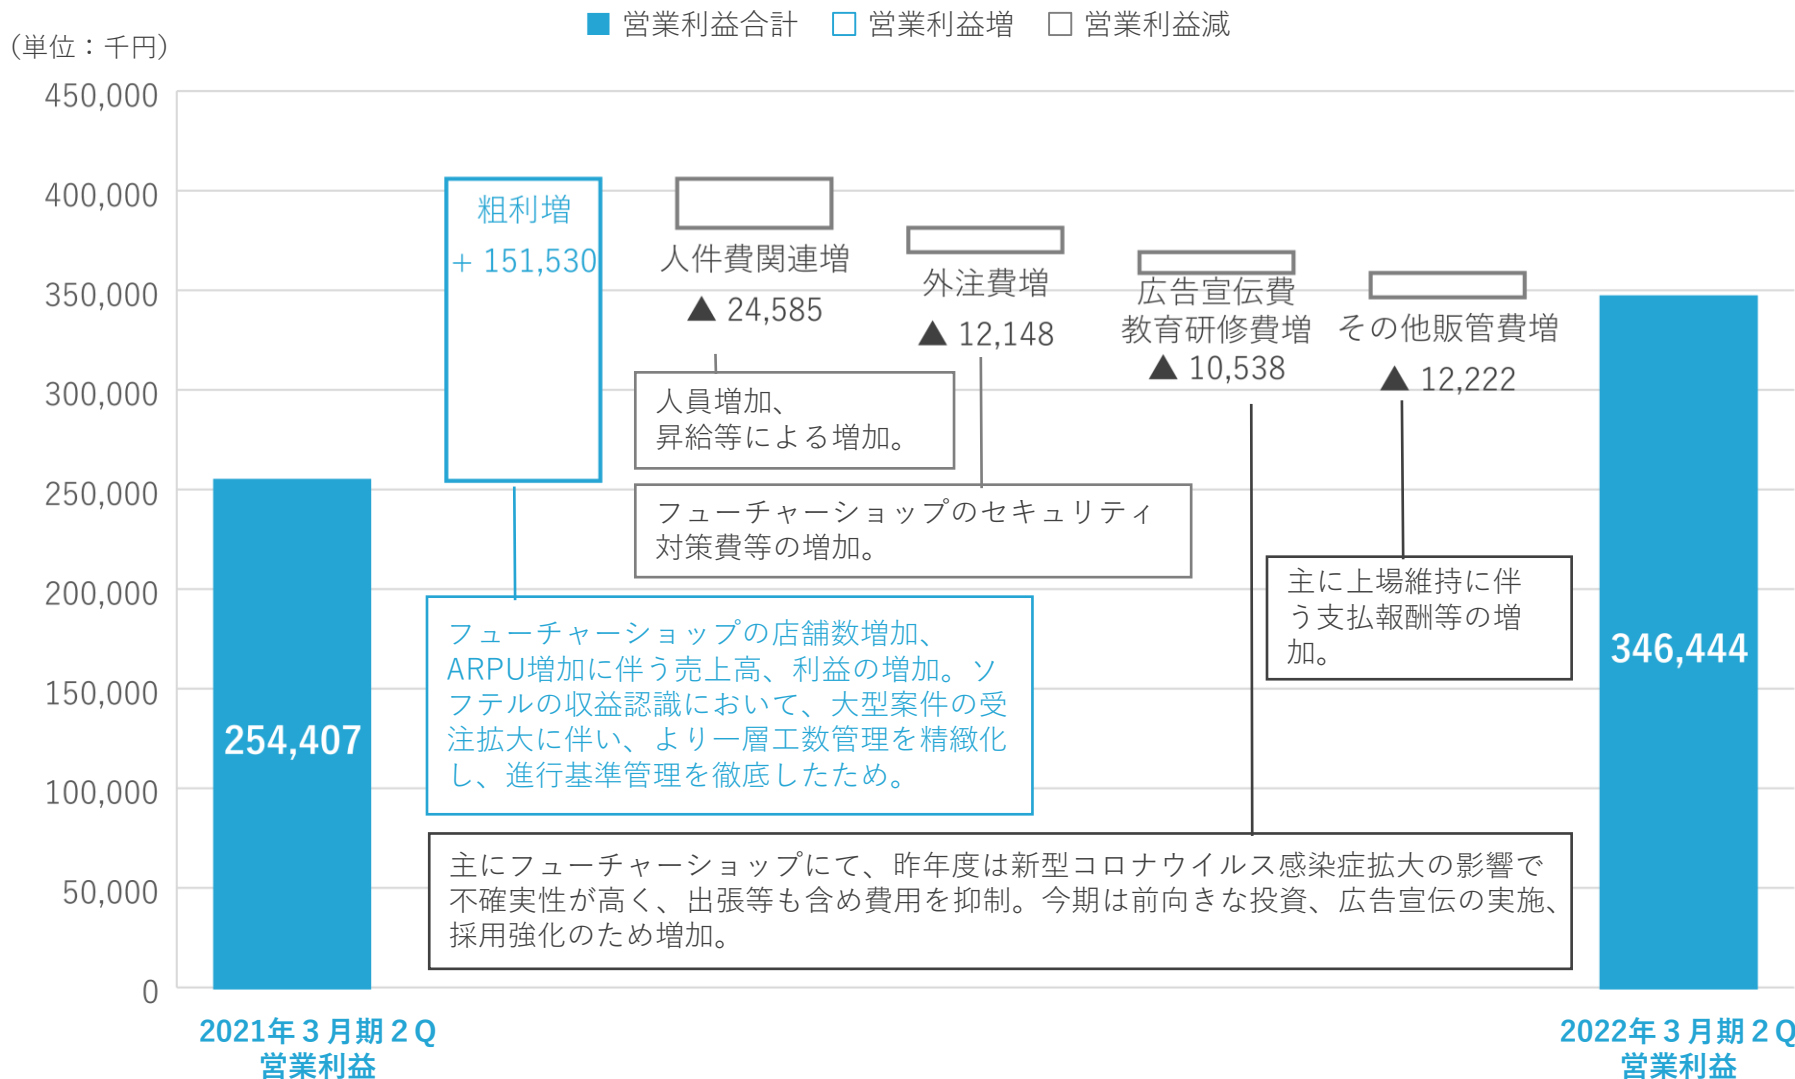 営業利益合計 営業利益増 営業利益減
（単位：千円）
450,000
400,000
350,000
300,000
250,000
200,000
150,000
100,000
50,000
0
254,407
粗利増
+ 151,530
人件費関連増
▲ 24,585
外注費増
▲ 12,148
広告宣伝費
教育研修費増
▲ 10,538
その他販管費増
▲ 12,222
人員増加、
昇給等による増加。
フューチャーショップのセキュリティ
対策費等の増加。
フューチャーショップの店舗数増加、
ARPU増加に伴う売上高、利益の増加。ソ
フテルの収益認識において、大型案件の受
注拡大に伴い、より一層工数管理を精緻化
し、進行基準管理を徹底したため。
主に上場維持に伴
う支払報酬等の増
加。
主にフューチャーショップにて、昨年度は新型コロナウイルス感染症拡大の影響で
不確実性が高く、出張等も含め費用を抑制。今期は前向きな投資、広告宣伝の実施、
採用強化のため増加。
346,444
2021年３月期２Q
営業利益
2022年３月期２Q
営業利益